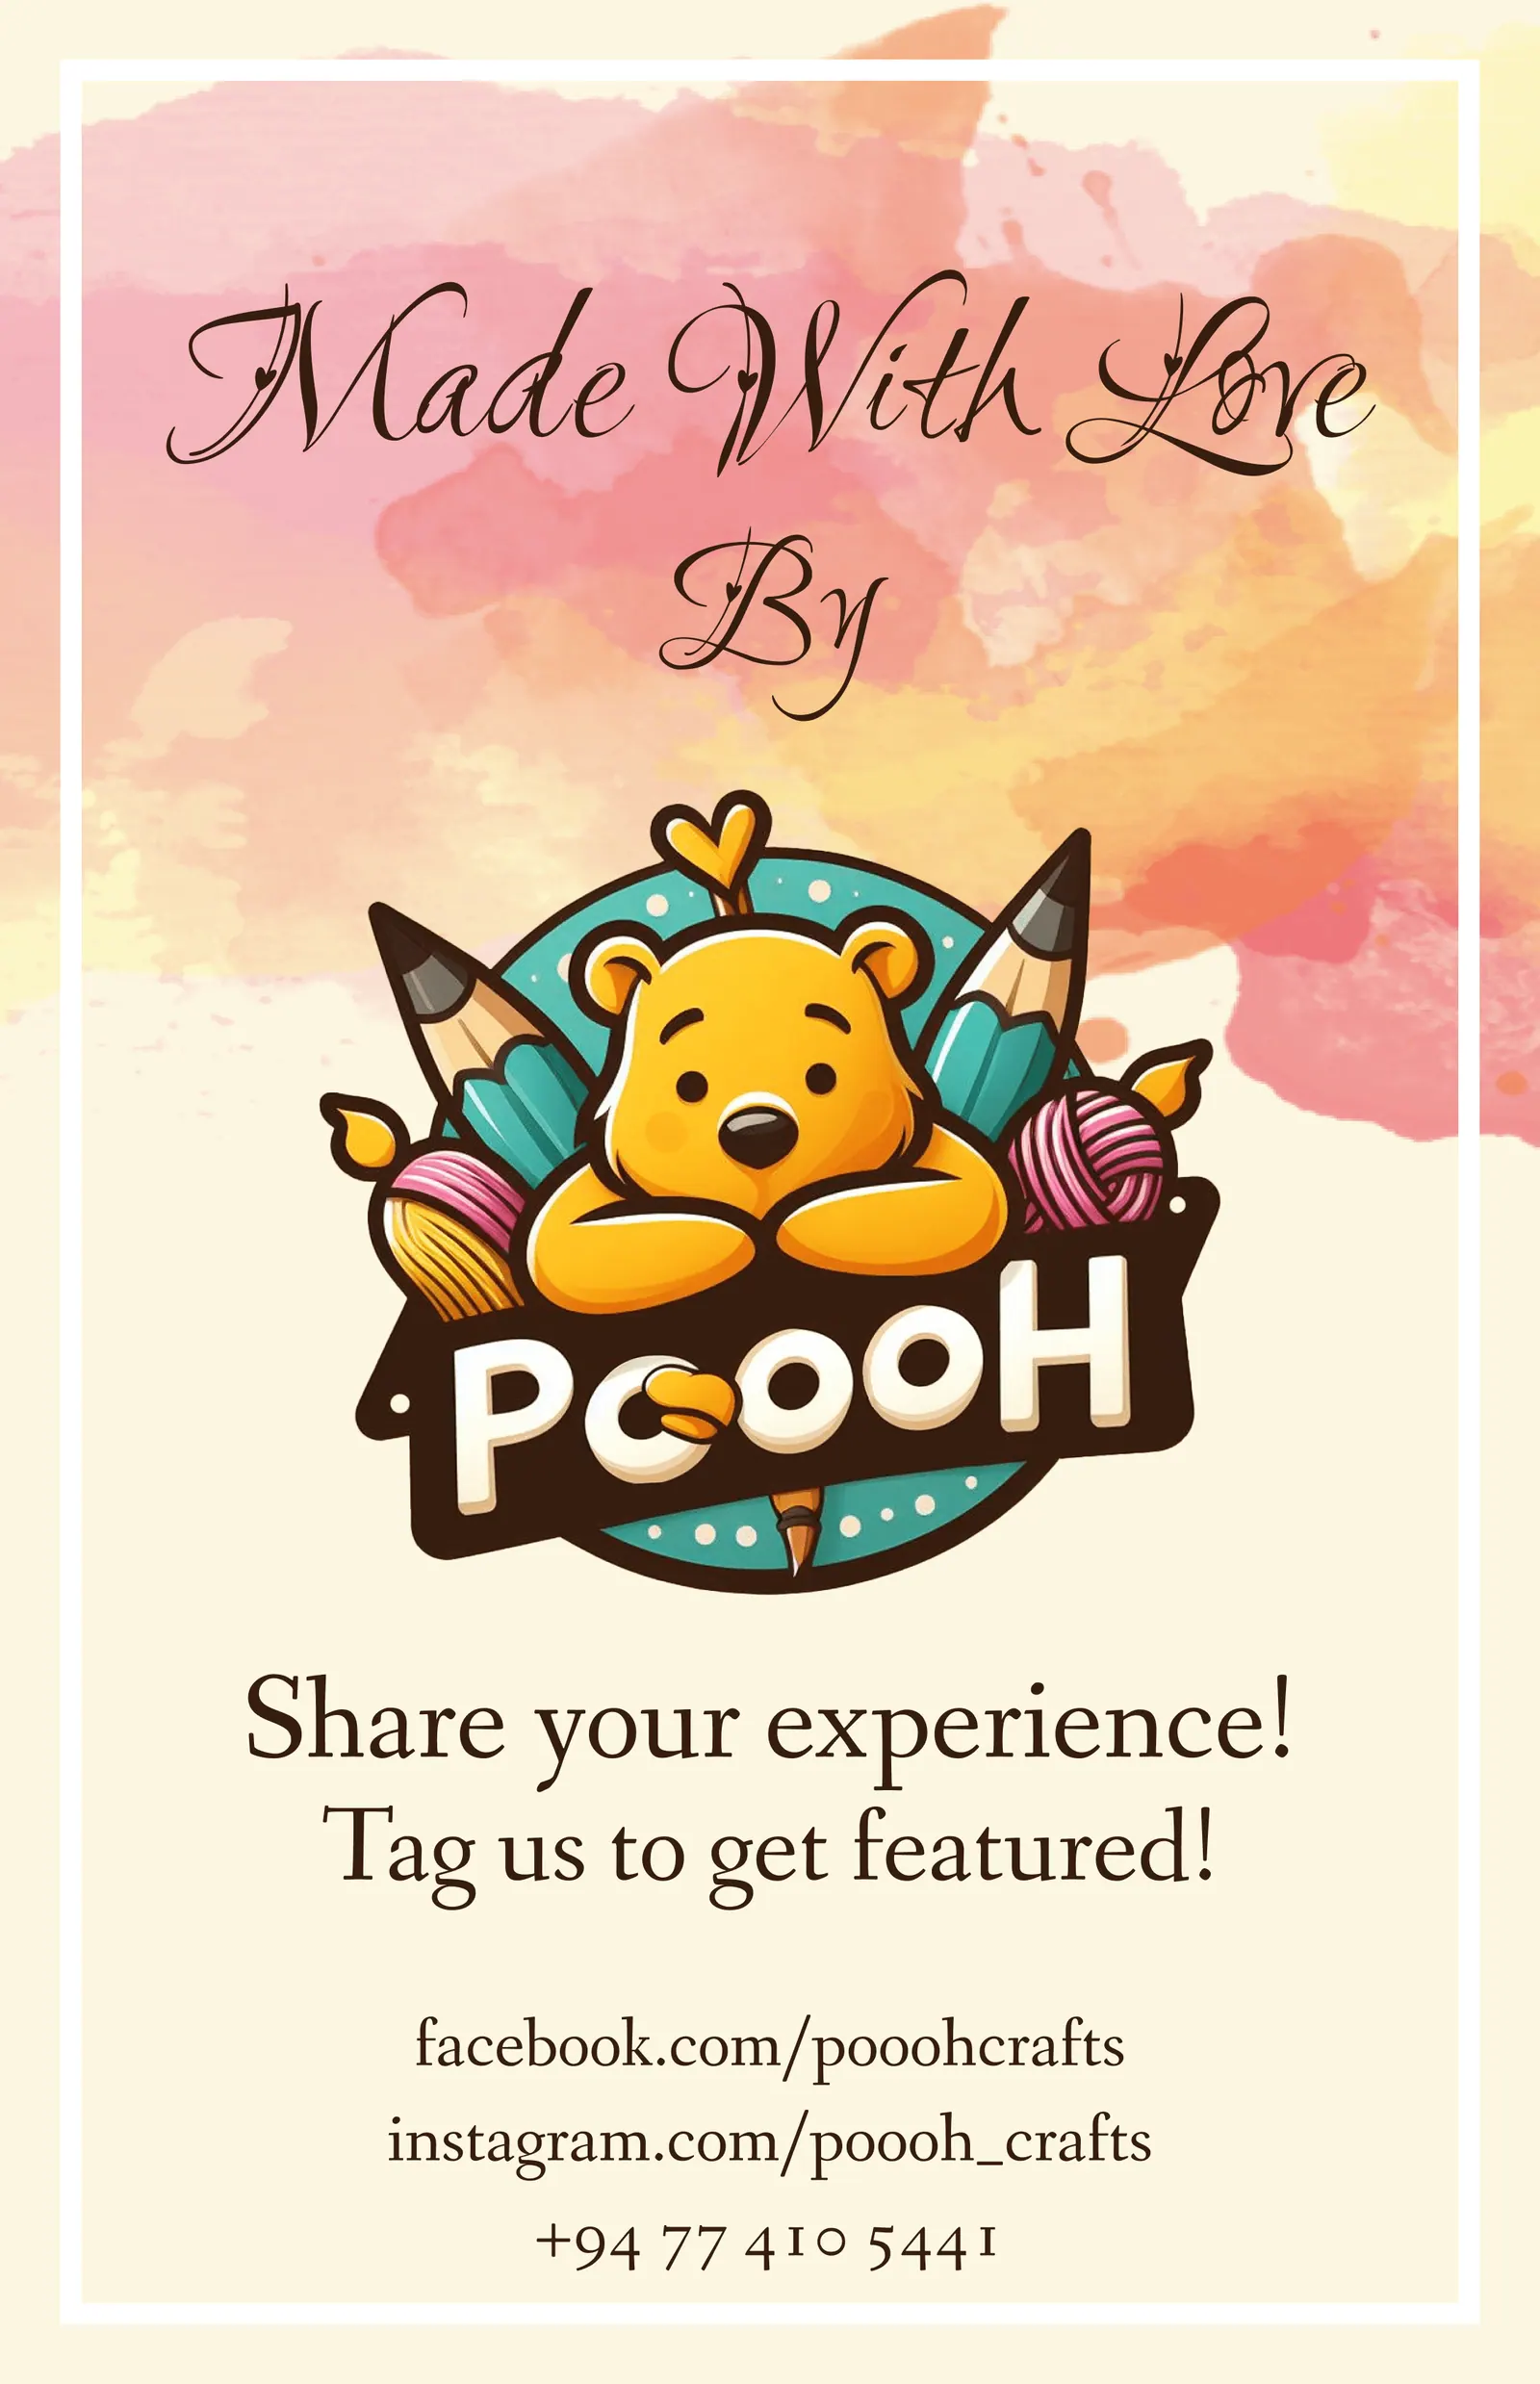 Made With Love
By
POOOH
Share your experience!
Tag us to get featured!
facebook.com/pooohcrafts
instagram.com/poooh_crafts
+94 77 410 5441